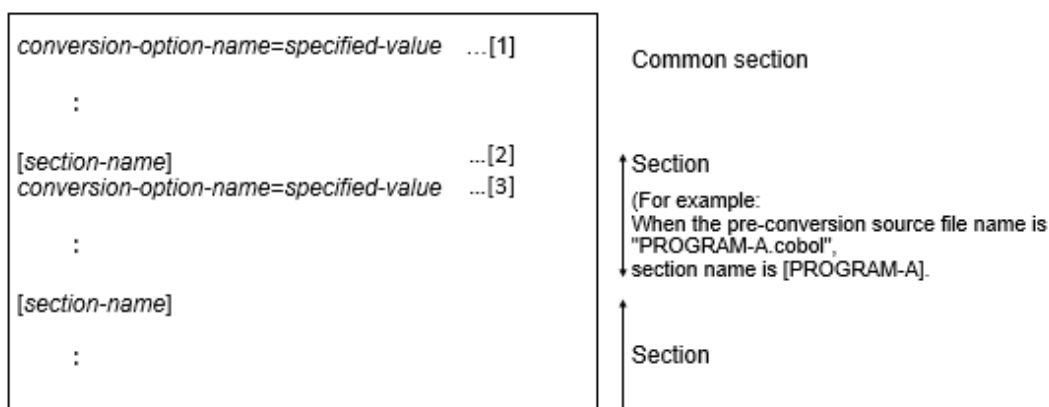 conversion-option-name=specified-value ...[1]
Common section
:
[section-name] ...[2]
Section
conversion-option-name=specified-value ...[3]
(For example:
When the pre-conversion source file name is
"PROGRAM-A.cobol",
:
section name is [PROGRAM-A].
[section-name]
:
Section